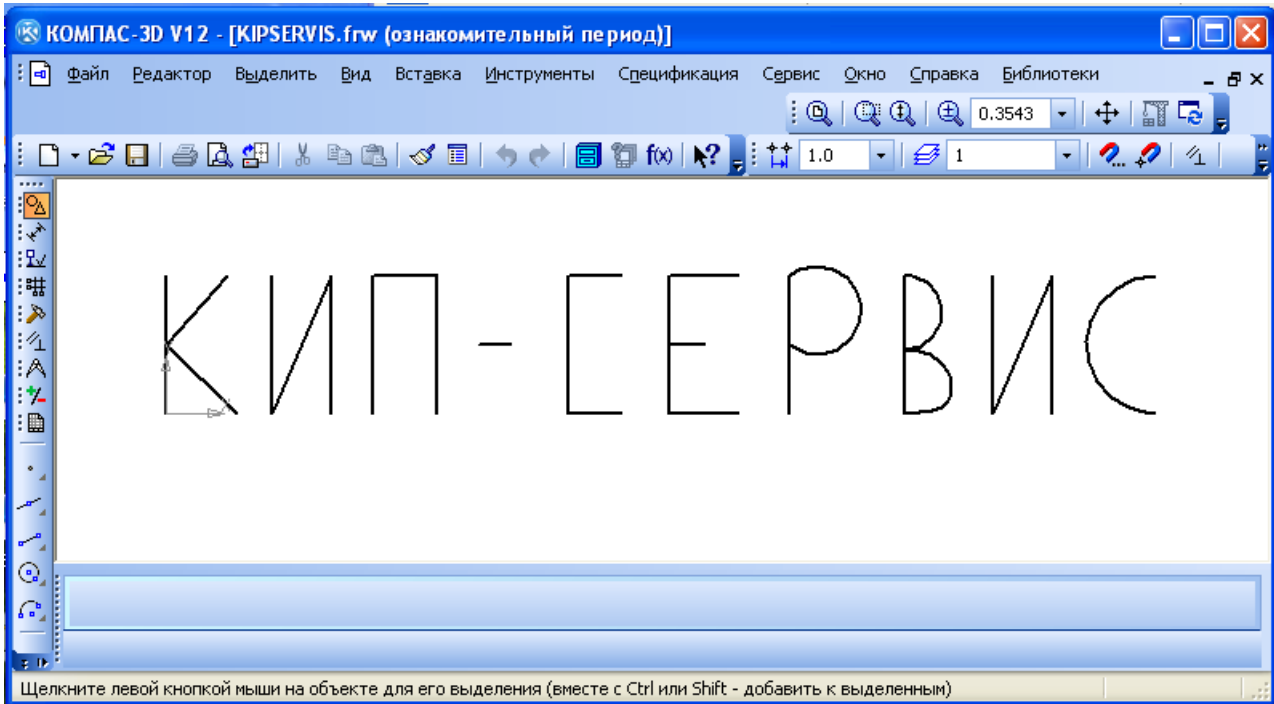 КОМПАС-3D V12 - [KIPSERVIS.frw (ознакомительный период)]
Файл Редактор Выделить Вид Вставка Инструменты Спецификация Сервис Окно Справка Библиотеки
0.3543
f(x) 1.0 1
КИП-СЕРВИС
Щелкните левой кнопкой мыши на объекте для его выделения (вместе с Ctrl или Shift - добавить к выделенным)